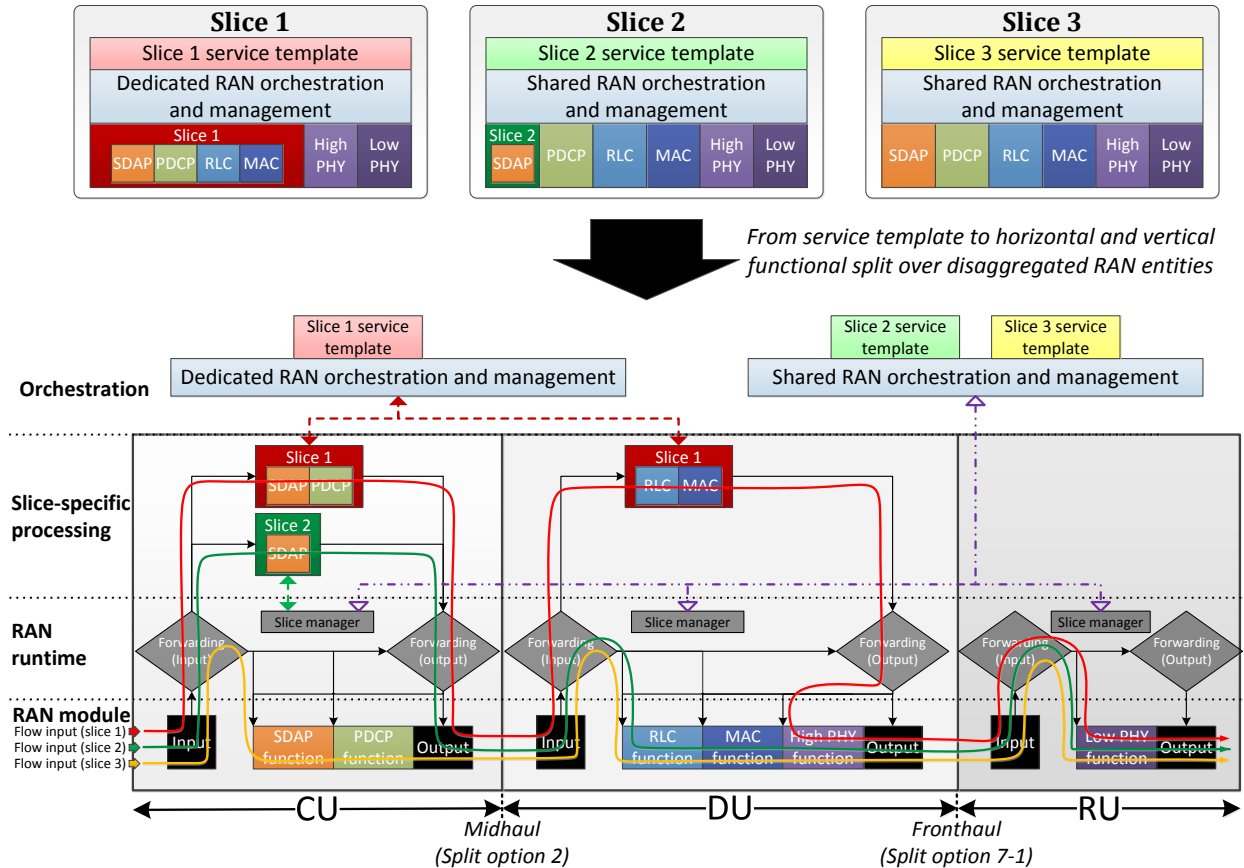 Slice 1
Slice 1 service template
Dedicated RAN orchestration
and management
Slice 1
SDAP
PDCP
RLC
MAC
High
PHY
Low
PHY
Slice 2
Slice 2 service template
Shared RAN orchestration
and management
Slice 2
SDAP
PDCP
RLC
MAC
High
PHY
Low
PHY
Slice 3
Slice 3 service template
Shared RAN orchestration
and management
SDAP
PDCP
RLC
MAC
High
PHY
Low
PHY
From service template to horizontal and vertical
functional split over disaggregated RAN entities
Orchestration
Slice 1 service
template
Dedicated RAN orchestration and management
Slice 2 service
template
Slice 3 service
template
Shared RAN orchestration and management
Slice-specific
processing
Slice 1
SDAP
PDCP
Slice 2
SDAP
Slice 1
RLC
MAC
RAN
runtime
Forwarding
(Input)
Slice manager
Forwarding
(output)
Forwarding
(Input)
Slice manager
Forwarding
(Output)
Forwarding
(Input)
Slice manager
Forwarding
(Output)
RAN module
Flow input (slice 1)
Flow input (slice 2)
Flow input (slice 3)
Input
SDAP
function
PDCP
function
Output
Input
RLC
function
MAC
function
High PHY
function
Output
Input
Low PHY
function
Output
CU
DU
RU
Midhaul
(Split option 2)
Fronthaul
(Split option 7-1)